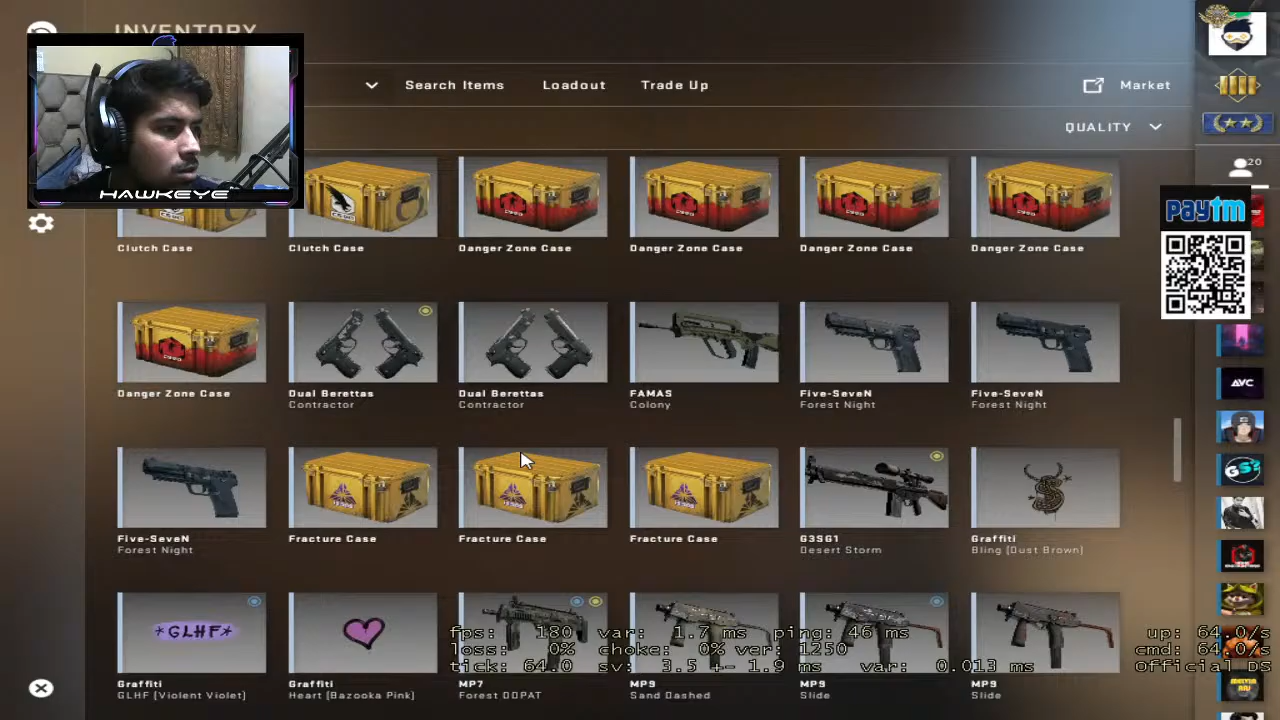 INVENTORY
Search Items Loadout Trade Up Market
QUALITY
HAWKEYE
20
paytm
Clutch Case Clutch Case Danger Zone Case Danger Zone Case Danger Zone Case Danger Zone Case
AVC
Danger Zone Case Dual Berettas Dual Berettas FAMAS Five-SeveN Five-SeveN
Contractor Contractor Colony Forest Night Forest Night
Five-SeveN Fracture Case Fracture Case Fracture Case G3SG1 Graffiti
Forest Night Desert Storm Bling (Dust Brown)
*GLHF*
fps: 180 var: 1.7 ms ping: 46 ms up: 64.0/s
loss: 0% choke: 0% ver: 1250 cmd: 64.0/s
tick: 64.0 sv: 3.5 +- 1.9 ms var: 0.013 ms Official DS
Graffiti Graffiti MP7 MP9 MP9 MP9
GLHF (Violent Violet) Heart (Bazooka Pink) Forest DDPAT Sand Dashed Slide Slide